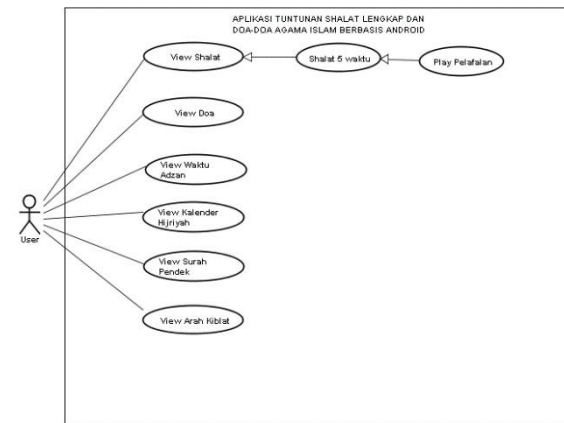 APLIKASI TUNTUNAN SHALAT LENGKAP DAN
DOA-DOA AGAMA ISLAM BERBASIS ANDROID
View Shalat
Shalat 5 waktu
Play Pelafalan
View Doa
View Waktu
Adzan
View Kalender
Hijriyah
User
View Surah
Pendek
View Arah Kiblat